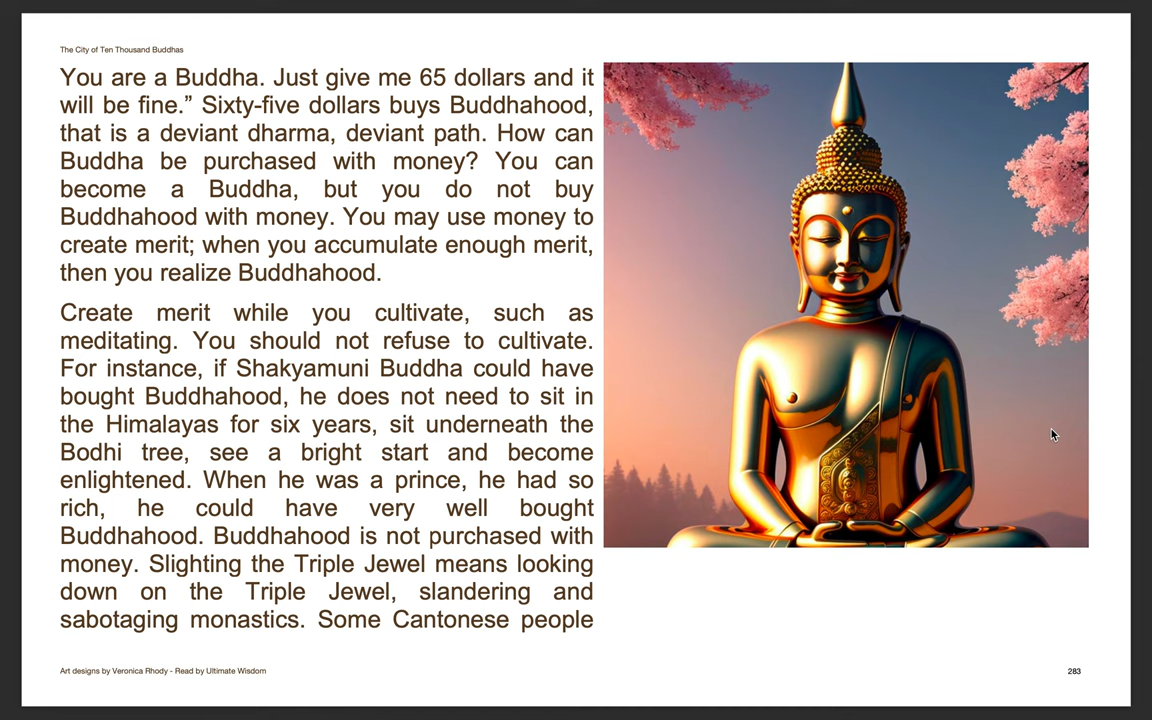 The City of Ten Thousand Buddhas
You are a Buddha. Just give me 65 dollars and it
will be fine.” Sixty-five dollars buys Buddhahood,
that is a deviant dharma, deviant path. How can
Buddha be purchased with money? You can
become a Buddha, but you do not buy
Buddhahood with money. You may use money to
create merit; when you accumulate enough merit,
then you realize Buddhahood.
Create merit while you cultivate, such as
meditating. You should not refuse to cultivate.
For instance, if Shakyamuni Buddha could have
bought Buddhahood, he does not need to sit in
the Himalayas for six years, sit underneath the
Bodhi tree, see a bright start and become
enlightened. When he was a prince, he had so
rich, he could have very well bought
Buddhahood. Buddhahood is not purchased with
money. Slighting the Triple Jewel means looking
down on the Triple Jewel, slandering and
sabotaging monastics. Some Cantonese people
Art designs by Veronica Rhody - Read by Ultimate Wisdom
283